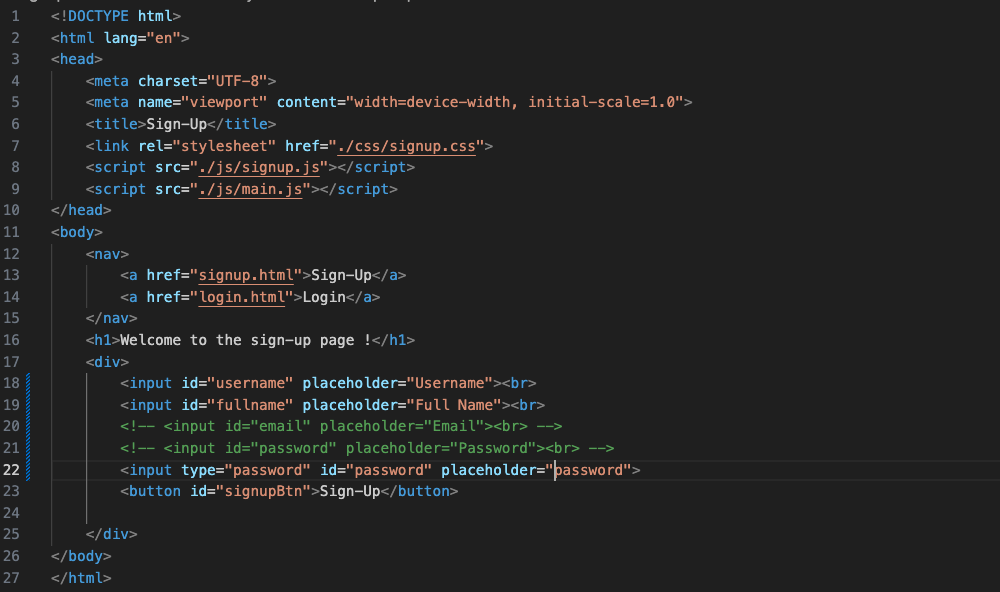 1 <!DOCTYPE html>
2 <html lang="en">
3 <head>
4     <meta charset="UTF-8">
5     <meta name="viewport" content="width=device-width, initial-scale=1.0">
6     <title>Sign-Up</title>
7     <link rel="stylesheet" href="./css/signup.css">
8     <script src="./js/signup.js"></script>
9     <script src="./js/main.js"></script>
10 </head>
11 <body>
12     <nav>
13         <a href="signup.html">Sign-Up</a>
14         <a href="login.html">Login</a>
15     </nav>
16     <h1>Welcome to the sign-up page !</h1>
17     <div>
18         <input id="username" placeholder="Username"><br>
19         <input id="fullname" placeholder="Full Name"><br>
20         <!-- <input id="email" placeholder="Email"><br> -->
21         <!-- <input id="password" placeholder="Password"><br> -->
22         <input type="password" id="password" placeholder="password">
23         <button id="signupBtn">Sign-Up</button>
24
25     </div>
26 </body>
27 </html>